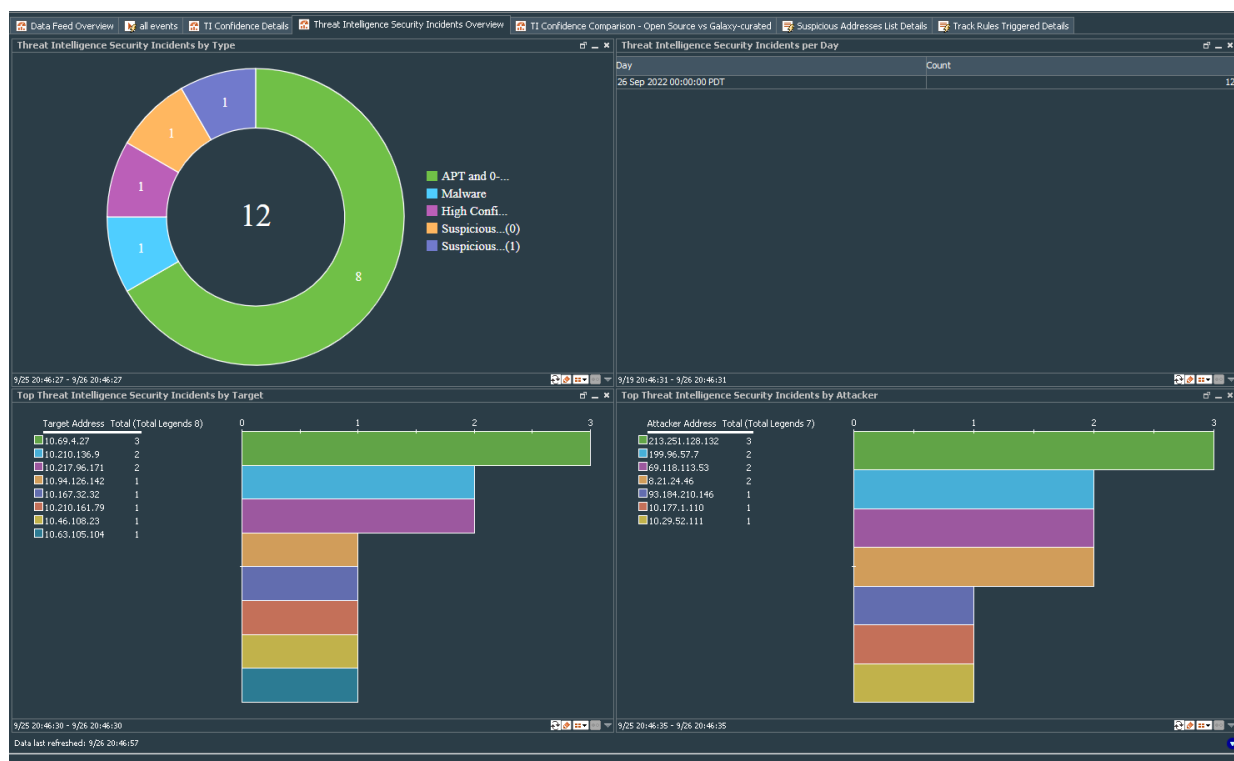 Data Feed Overview all events TI Confidence Details Threat Intelligence Security Incidents Overview TI Confidence Comparison - Open Source vs Galaxy-curated Suspicious Addresses List Details Track Rules Triggered Details
Threat Intelligence Security Incidents by Type
1
1
1
1
8
12
APT and 0-...
Malware
High Confi...
Suspicious...(0)
Suspicious...(1)
9/25 20:46:27 - 9/26 20:46:27
Threat Intelligence Security Incidents per Day
Day Count
26 Sep 2022 00:00:00 PDT 12
9/19 20:46:31 - 9/26 20:46:31
Top Threat Intelligence Security Incidents by Target
Target Address Total (Total Legends 8)
10.69.4.27 3
10.210.136.9 2
10.217.96.171 2
10.94.126.142 1
10.167.32.32 1
10.210.161.79 1
10.46.108.23 1
10.63.105.104 1
0 1 2 3
9/25 20:46:30 - 9/26 20:46:30
Top Threat Intelligence Security Incidents by Attacker
Attacker Address Total (Total Legends 7)
213.251.128.132 3
199.96.57.7 2
69.118.113.53 2
8.21.24.46 2
93.184.210.146 1
10.177.1.110 1
10.29.52.111 1
0 1 2 3
9/25 20:46:35 - 9/26 20:46:35
Data last refreshed: 9/26 20:46:57